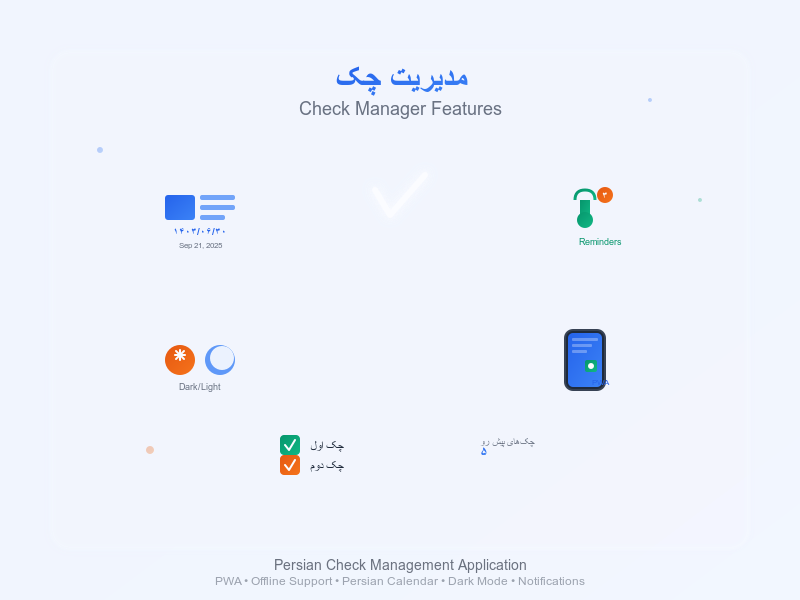 مدیریت چک
Check Manager Features
۱۴۰۳/۰۶/۳۰
Sep 21, 2025
۳
Reminders
Dark/Light
PWA
چک اول
چک دوم
چک‌های پیش رو
۵
Persian Check Management Application
PWA • Offline Support • Persian Calendar • Dark Mode • Notifications